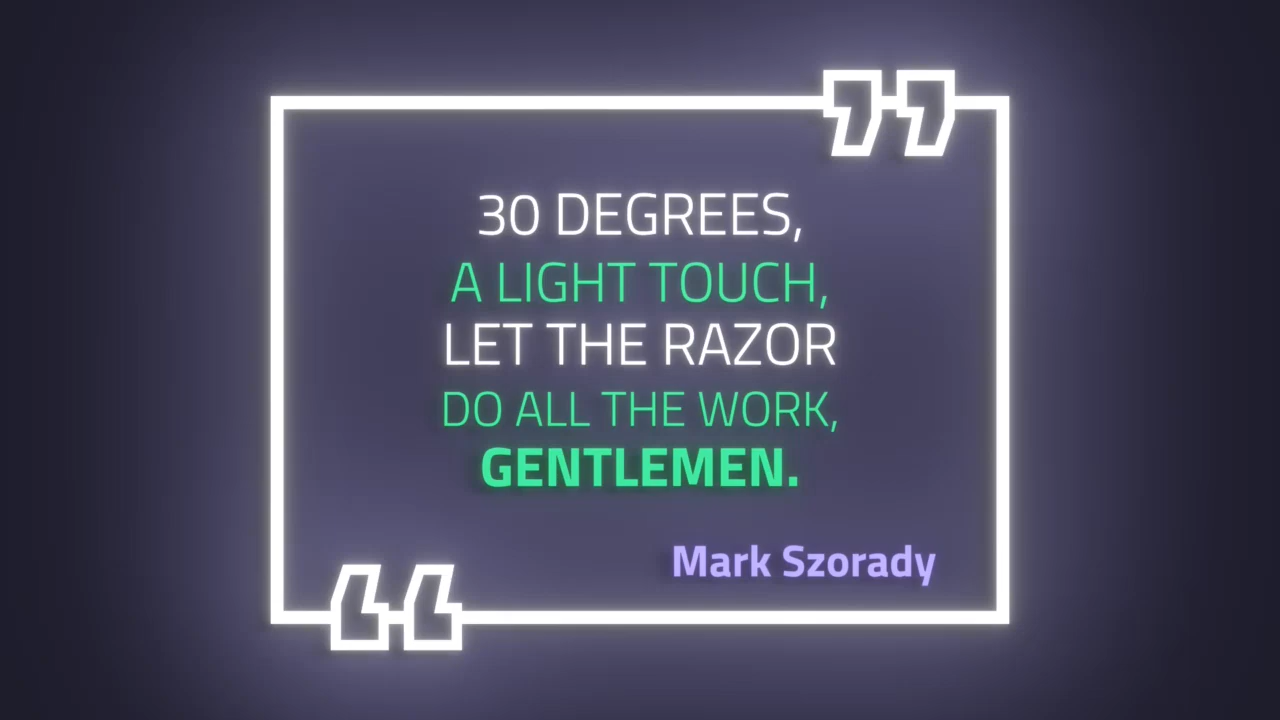 30 DEGREES,
A LIGHT TOUCH,
LET THE RAZOR
DO ALL THE WORK,
GENTLEMEN.
Mark Szorady